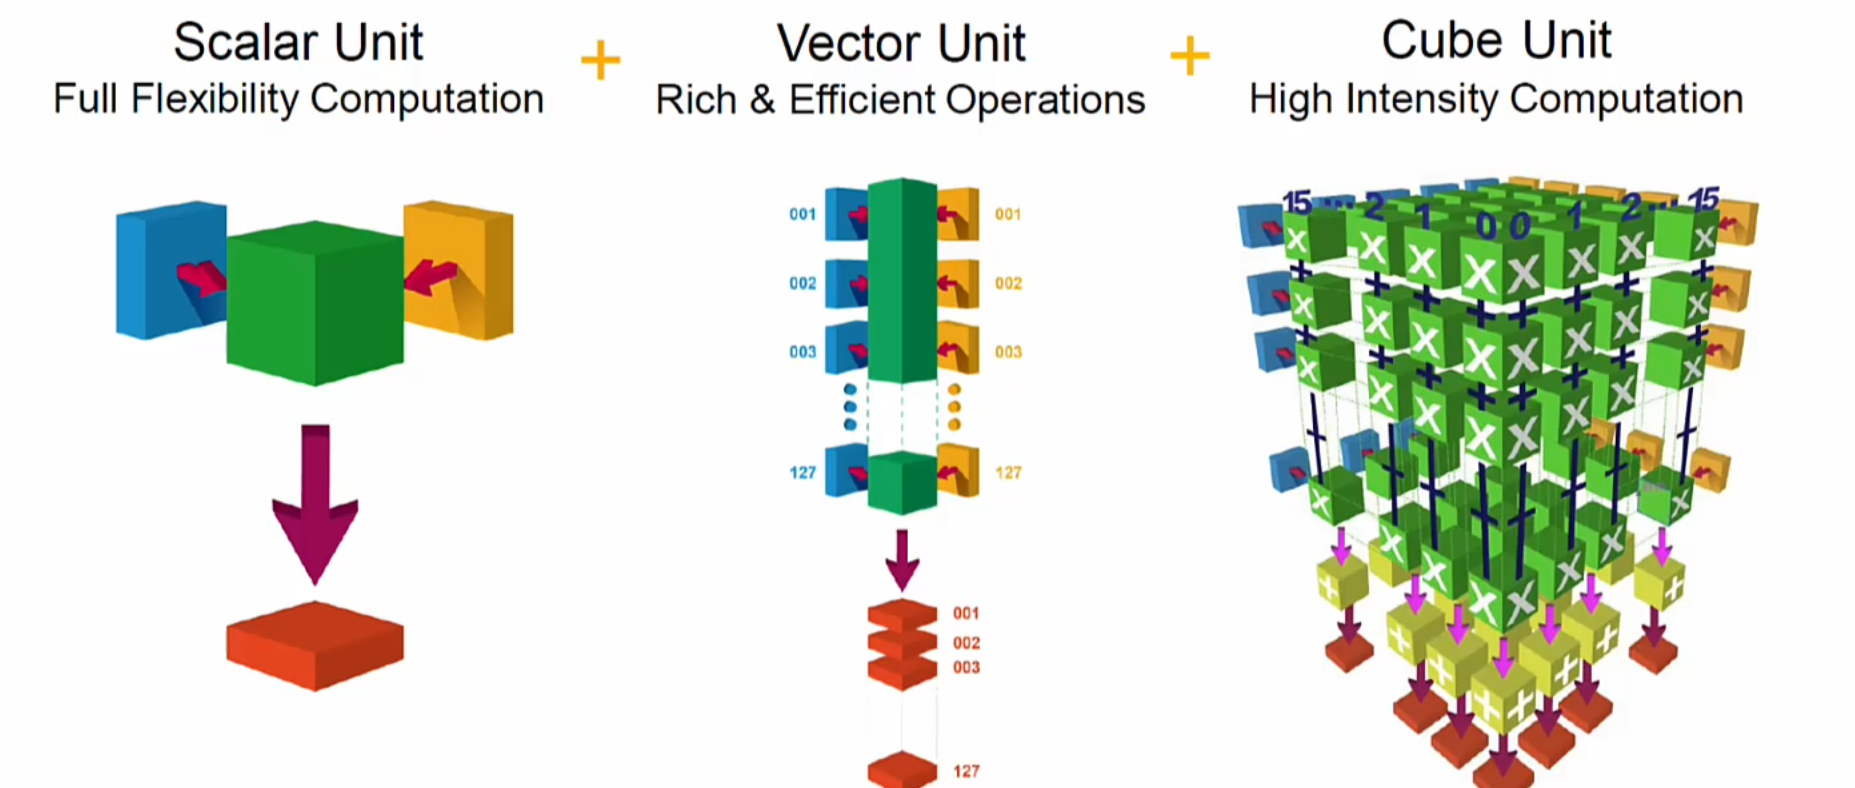 Scalar Unit
Full Flexibility Computation
+
Vector Unit
Rich & Efficient Operations
+
Cube Unit
High Intensity Computation
001 001
002 002
003 003
127 127
001
002
003
127
15 ... 2 1 0 0 1 2 ... 15
X X X X X X X X
X X X X X X X X
X X X X X X X X
X X
X X X X
X X
+ +
+ +
+ +
+ +